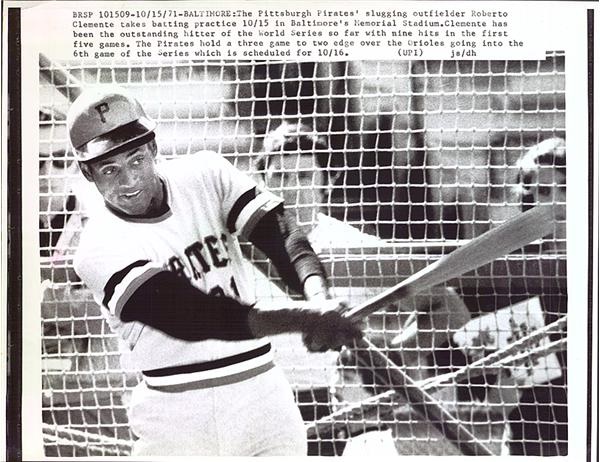 BRSP 101509-10/15/71-BALTIMORE:The Pittsburgh Pirates' slugging outfielder Roberto
Clemente takes batting practice 10/15 in Baltimore's Memorial Stadium.Clemente has
been the outstanding hitter of the World Series so far with nine hits in the first
five games. The Pirates hold a three game to two edge over the Orioles going into the
6th game of the Series which is scheduled for 10/16. (UPI) js/dh
P
IRATES
21